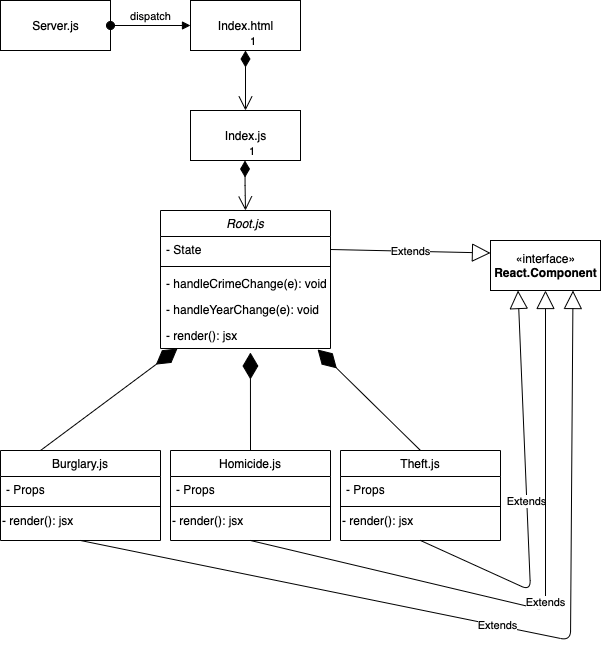 Server.js
dispatch
Index.html
1
Index.js
1
Root.js
- State
- handleCrimeChange(e): void
- handleYearChange(e): void
- render(): jsx
Extends
«interface»
React.Component
Burglary.js
- Props
- render(): jsx
Homicide.js
- Props
- render(): jsx
Theft.js
- Props
- render(): jsx
Extends
Extends
Extends